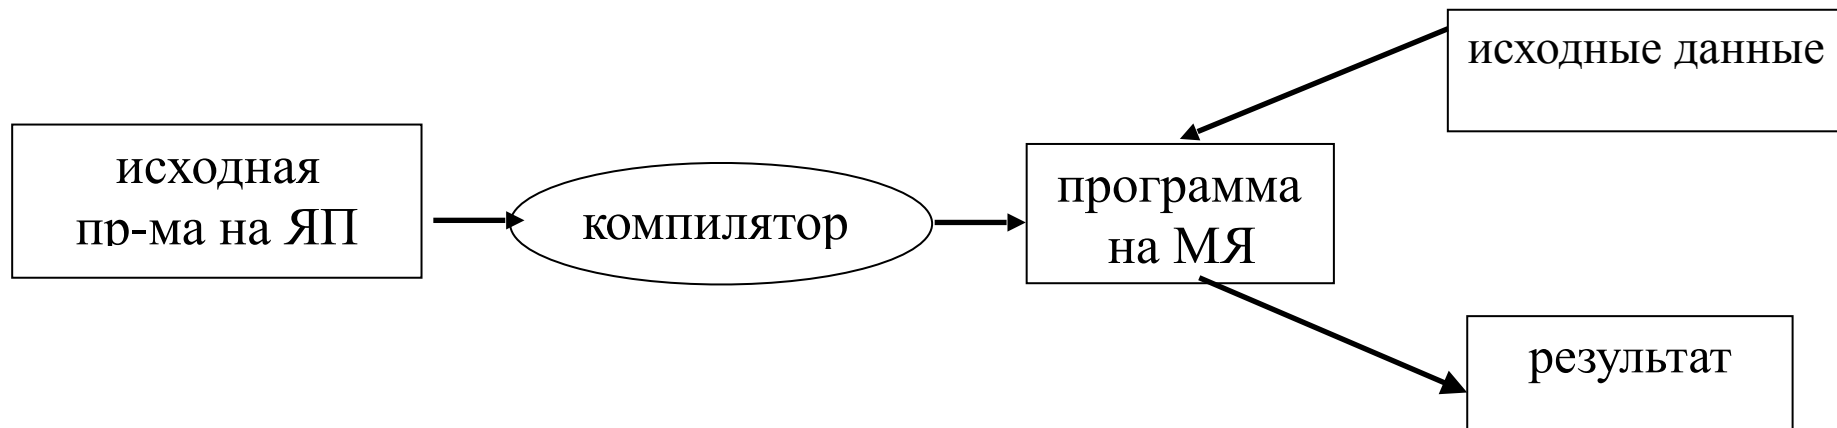 исходная
пр-ма на ЯП
компилятор
программа
на МЯ
исходные данные
результат